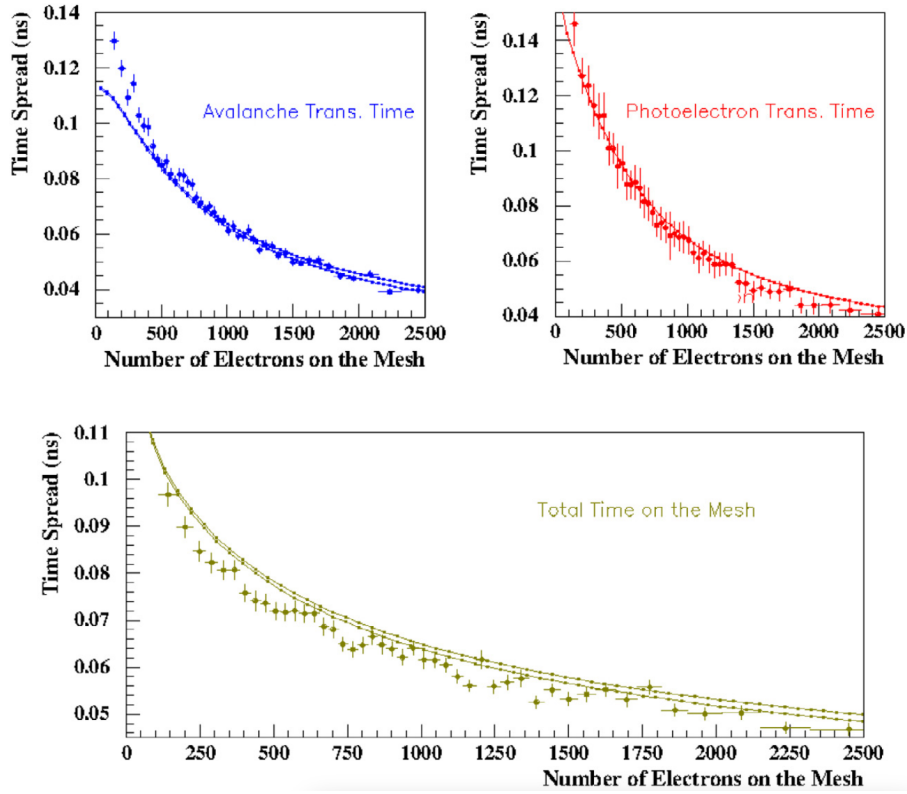 Time Spread (ns)
0.14
0.12
0.1
0.08
0.06
0.04
Avalanche Trans. Time
0 500 1000 1500 2000 2500
Number of Electrons on the Mesh
Time Spread (ns)
0.14
0.12
0.1
0.08
0.06
0.04
Photoelectron Trans. Time
0 500 1000 1500 2000 2500
Number of Electrons on the Mesh
Time Spread (ns)
0.11
0.1
0.09
0.08
0.07
0.06
0.05
Total Time on the Mesh
0 250 500 750 1000 1250 1500 1750 2000 2250 2500
Number of Electrons on the Mesh